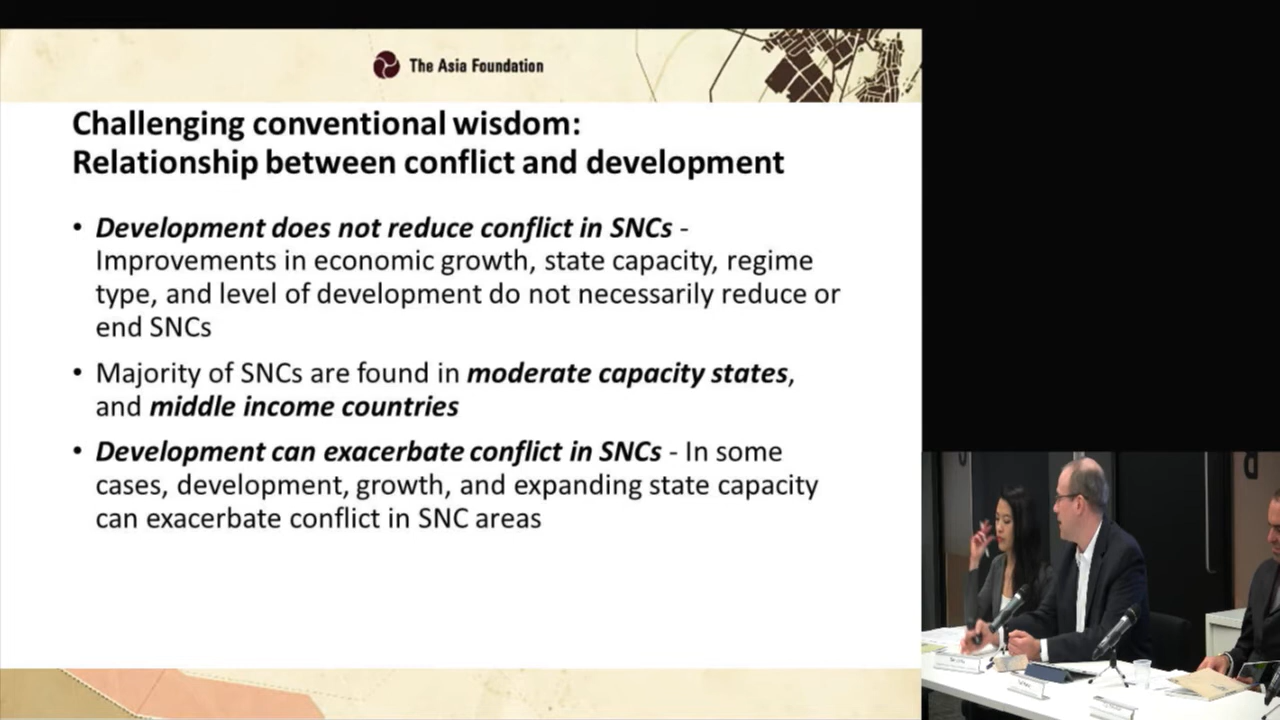 The Asia Foundation
Challenging conventional wisdom:
Relationship between conflict and development
• Development does not reduce conflict in SNCs -
Improvements in economic growth, state capacity, regime
type, and level of development do not necessarily reduce or
end SNCs
• Majority of SNCs are found in moderate capacity states,
and middle income countries
• Development can exacerbate conflict in SNCs - In some
cases, development, growth, and expanding state capacity
can exacerbate conflict in SNC areas